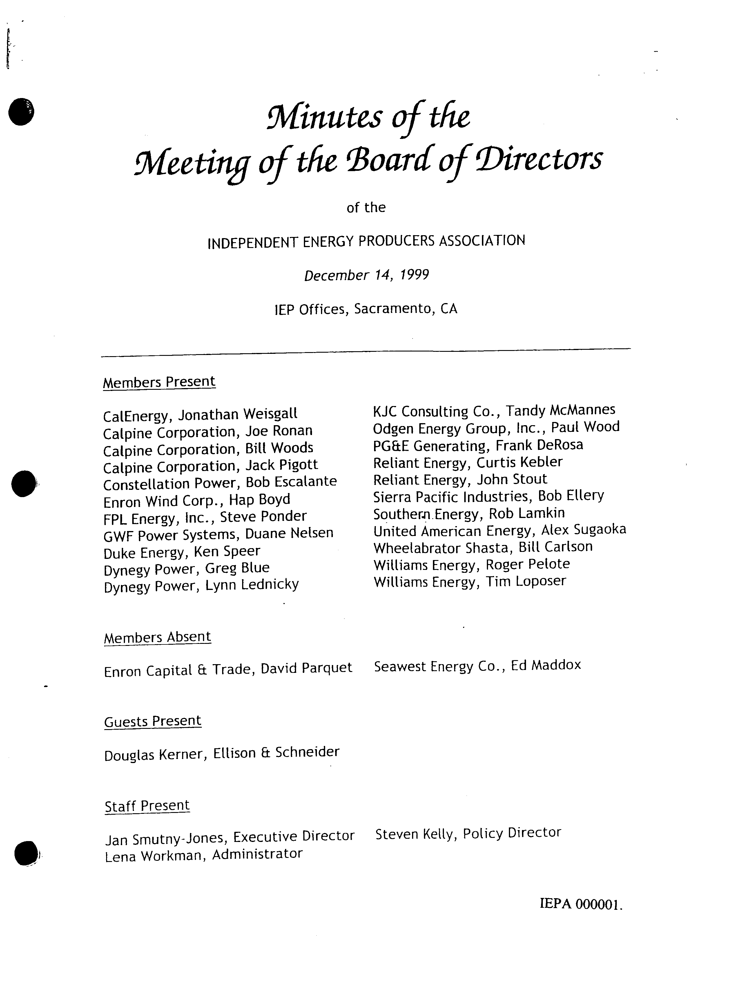 Minutes of the
Meeting of the Board of Directors
of the
INDEPENDENT ENERGY PRODUCERS ASSOCIATION
December 14, 1999
IEP Offices, Sacramento, CA
Members Present
CalEnergy, Jonathan Weisgall
Calpine Corporation, Joe Ronan
Calpine Corporation, Bill Woods
Calpine Corporation, Jack Pigott
Constellation Power, Bob Escalante
Enron Wind Corp., Hap Boyd
FPL Energy, Inc., Steve Ponder
GWF Power Systems, Duane Nelsen
Duke Energy, Ken Speer
Dynegy Power, Greg Blue
Dynegy Power, Lynn Lednicky
KJC Consulting Co., Tandy McMannes
Odgen Energy Group, Inc., Paul Wood
PG&E Generating, Frank DeRosa
Reliant Energy, Curtis Kebler
Reliant Energy, John Stout
Sierra Pacific Industries, Bob Ellery
Southern Energy, Rob Lamkin
United American Energy, Alex Sugaoka
Wheelabrator Shasta, Bill Carlson
Williams Energy, Roger Pelote
Williams Energy, Tim Loposer
Members Absent
Enron Capital & Trade, David Parquet
Seawest Energy Co., Ed Maddox
Guests Present
Douglas Kerner, Ellison & Schneider
Staff Present
Jan Smutny-Jones, Executive Director
Lena Workman, Administrator
Steven Kelly, Policy Director
IEPA 000001.